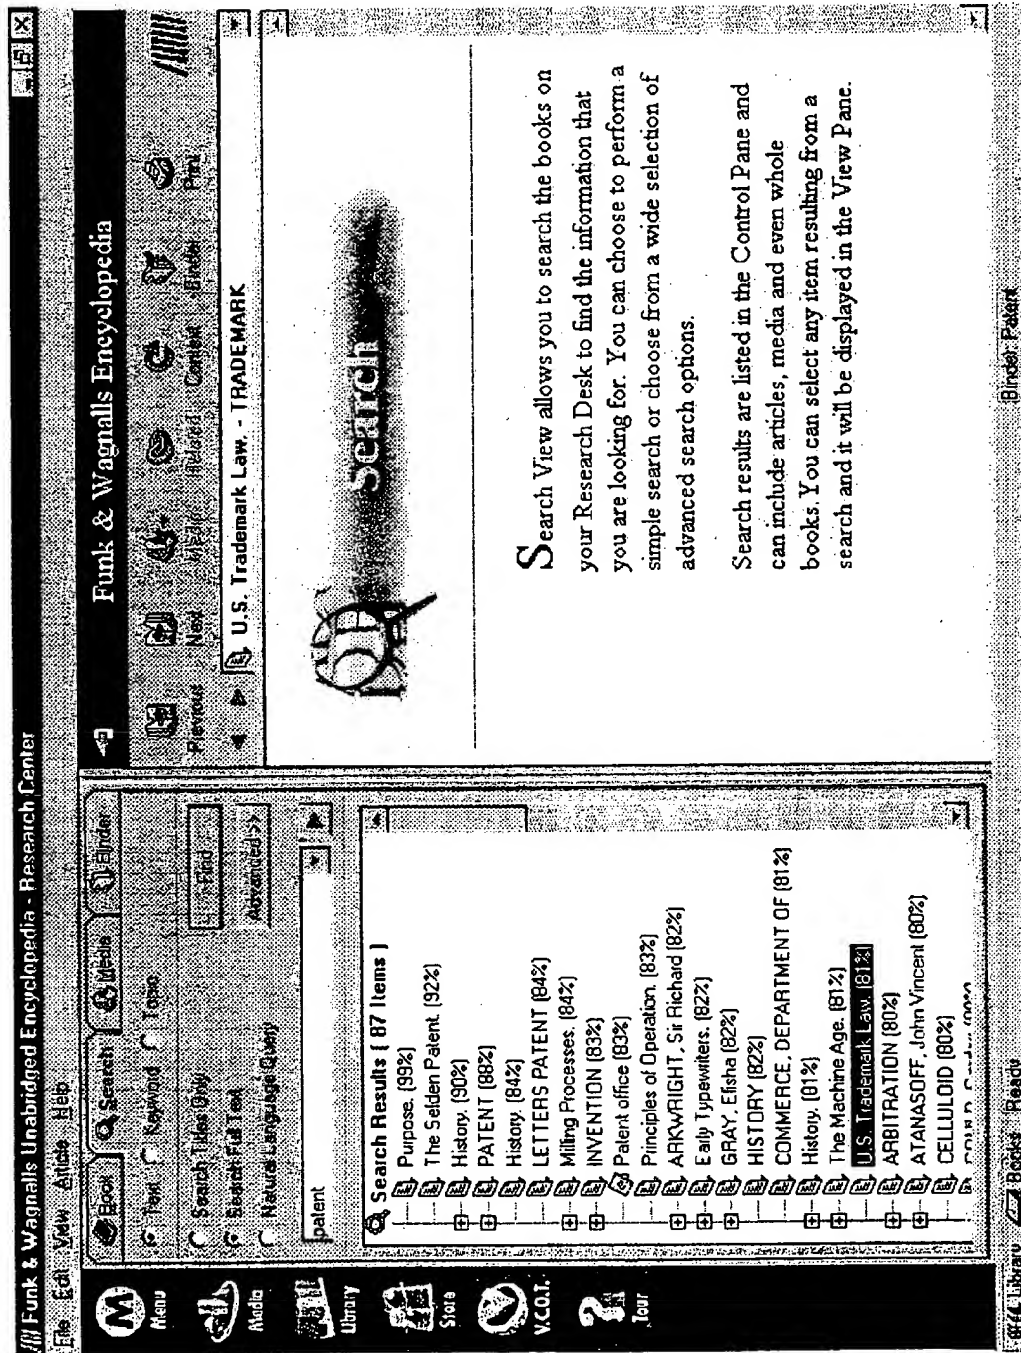 Funk & Wagnalls Unabridged Encyclopedia - Research Center
File Edit View Article Help
Menu
Media
Library
Store
V.C.O.T.
Tour
Book Search Media Binder
Text Keyword Topic
Search Titles Only
Search Full Text
Natural Language Query
Find
Advanced >>
patent
Search Results [ 87 Items ]
Purpose. (99%)
The Selden Patent. (92%)
History. (90%)
PATENT (88%)
History. (84%)
LETTERS PATENT (84%)
Milling Processes. (84%)
INVENTION (83%)
Patent office (83%)
Principles of Operation. (83%)
ARKWRIGHT, Sir Richard (82%)
Early Typewriters. (82%)
GRAY, Elisha (82%)
HISTORY (82%)
COMMERCE, DEPARTMENT OF (81%)
History. (81%)
The Machine Age. (81%)
U.S. Trademark Law. (81%)
ARBITRATION (80%)
ATANASOFF, John Vincent (80%)
CELLULOID (80%)
Funk & Wagnalls Encyclopedia
Previous Next Media Related Context Binder Print
U.S. Trademark Law. - TRADEMARK
Search
Search View allows you to search the books on
your Research Desk to find the information that
you are looking for. You can choose to perform a
simple search or choose from a wide selection of
advanced search options.
Search results are listed in the Control Pane and
can include articles, media and even whole
books. You can select any item resulting from a
search and it will be displayed in the View Pane.
Library Books Ready Binder Patent